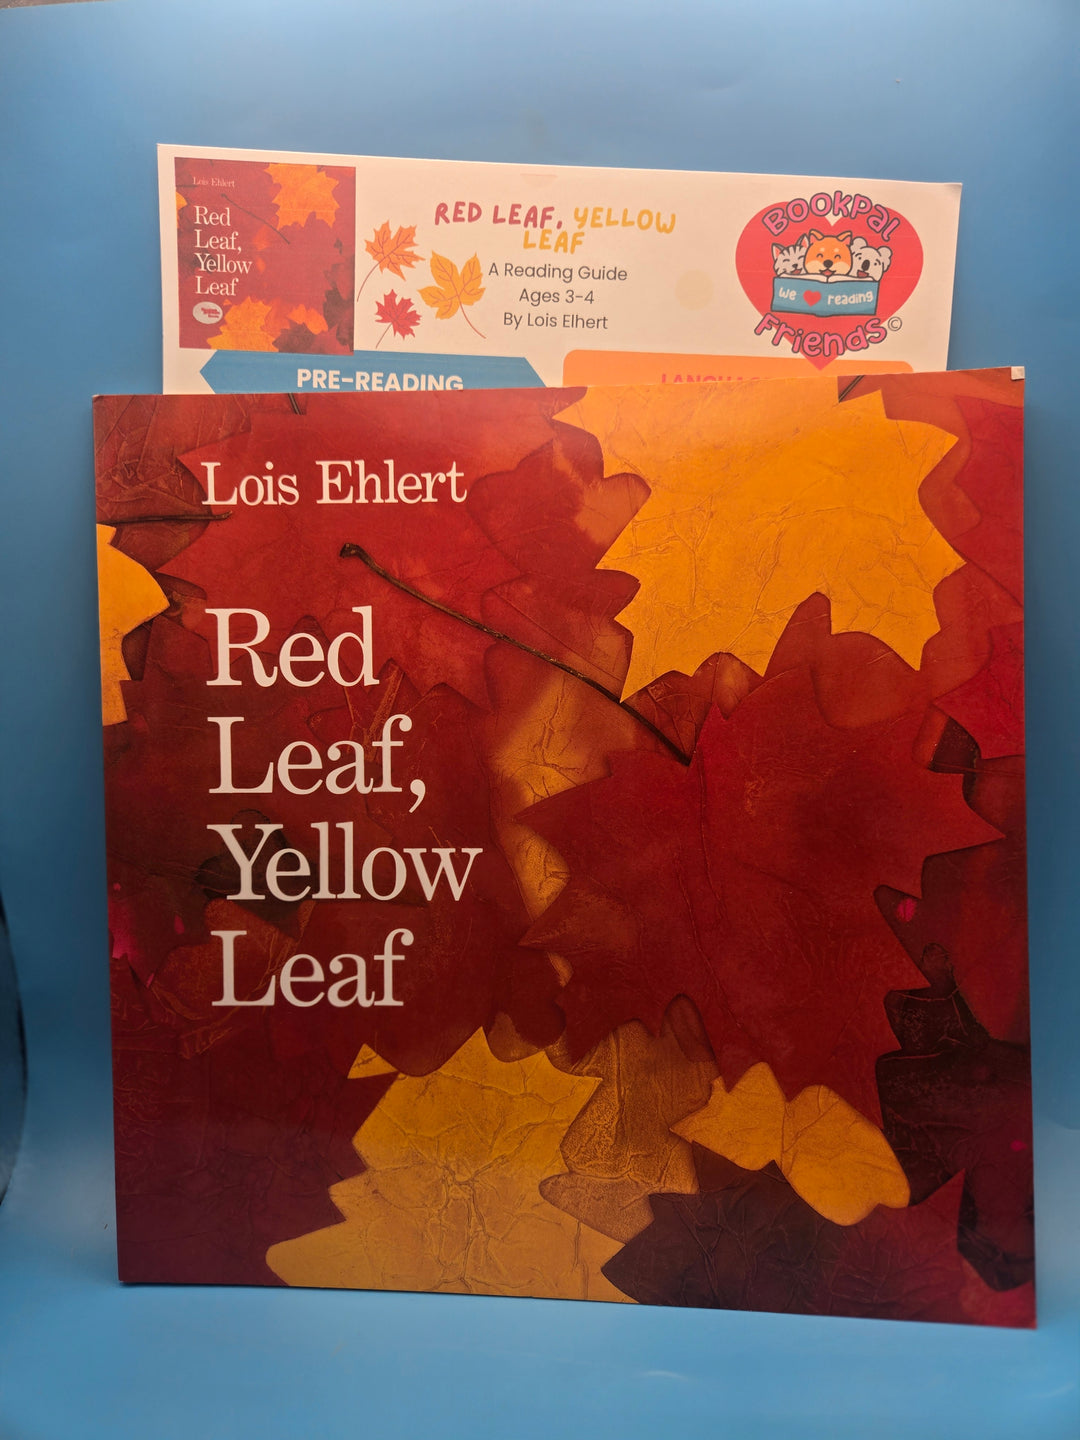 Lois Ehlert
Red
Leaf,
Yellow
Leaf
RED LEAF, YELLOW
LEAF
A Reading Guide
Ages 3-4
By Lois Elhert
BOOKPAL
we reading
Friends©
PRE-READING
Lois Ehlert
Red
Leaf,
Yellow
Leaf